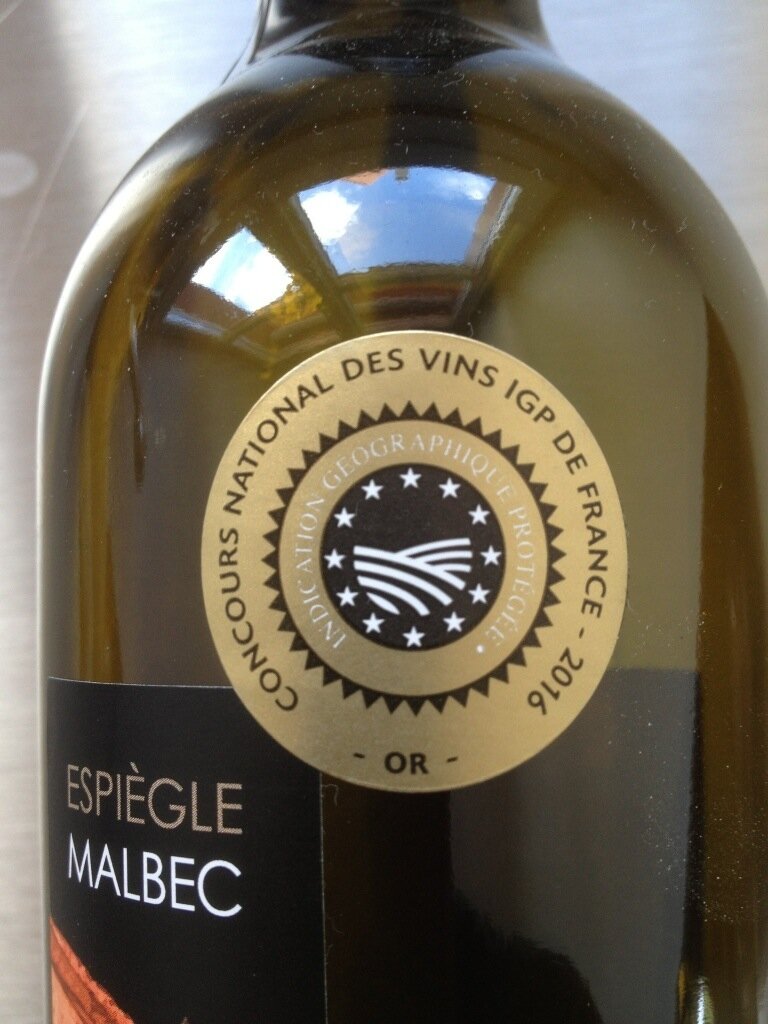 CONCOURS NATIONAL DES VINS IGP DE FRANCE - 2016
INDICATION GÉOGRAPHIQUE PROTÉGÉE •
- OR -
ESPIÈGLE
MALBEC